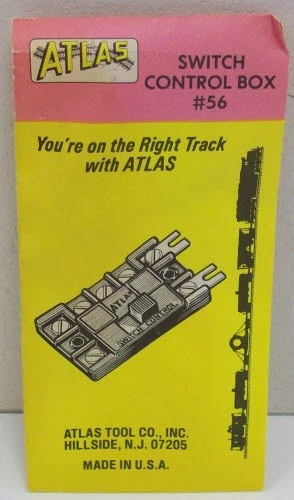 ATLAS
SWITCH
CONTROL BOX
#56
You're on the Right Track
with ATLAS
ATLAS
SWITCH CONTROL
ATLAS TOOL CO., INC.
HILLSIDE, N.J. 07205
MADE IN U.S.A.